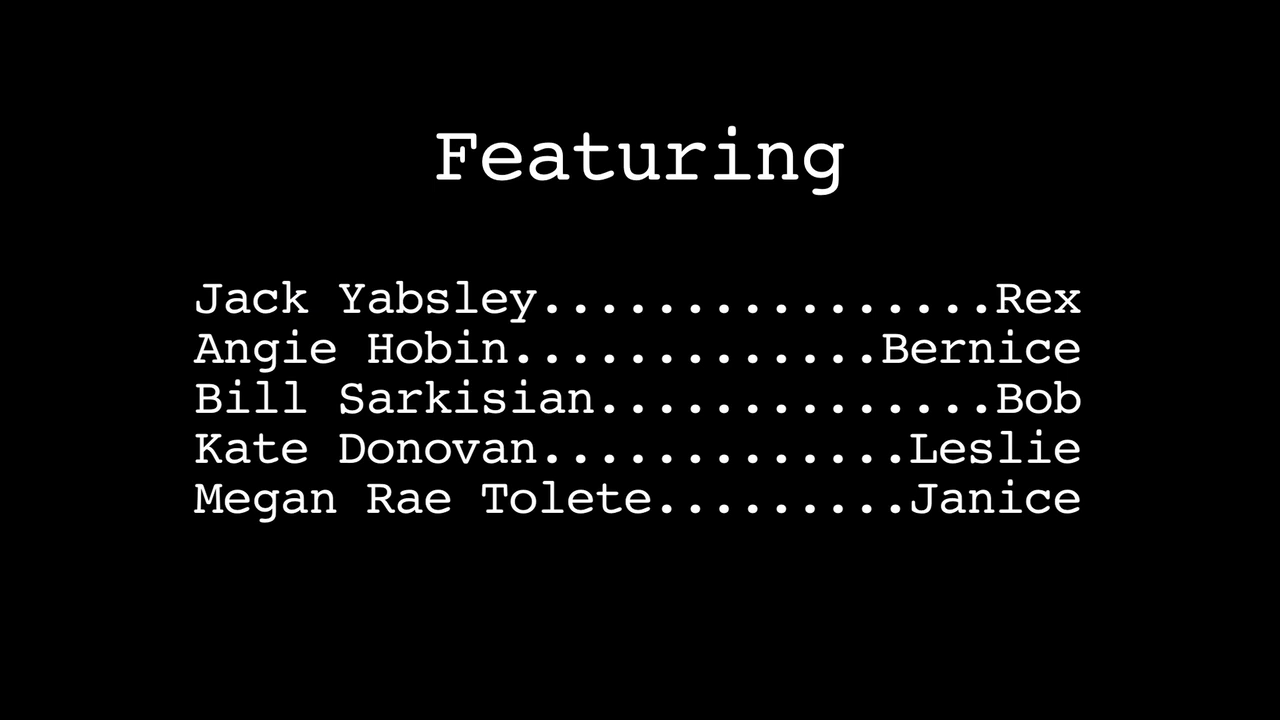 Featuring
Jack Yabsley................Rex
Angie Hobin.............Bernice
Bill Sarkisian..............Bob
Kate Donovan.............Leslie
Megan Rae Tolete.........Janice